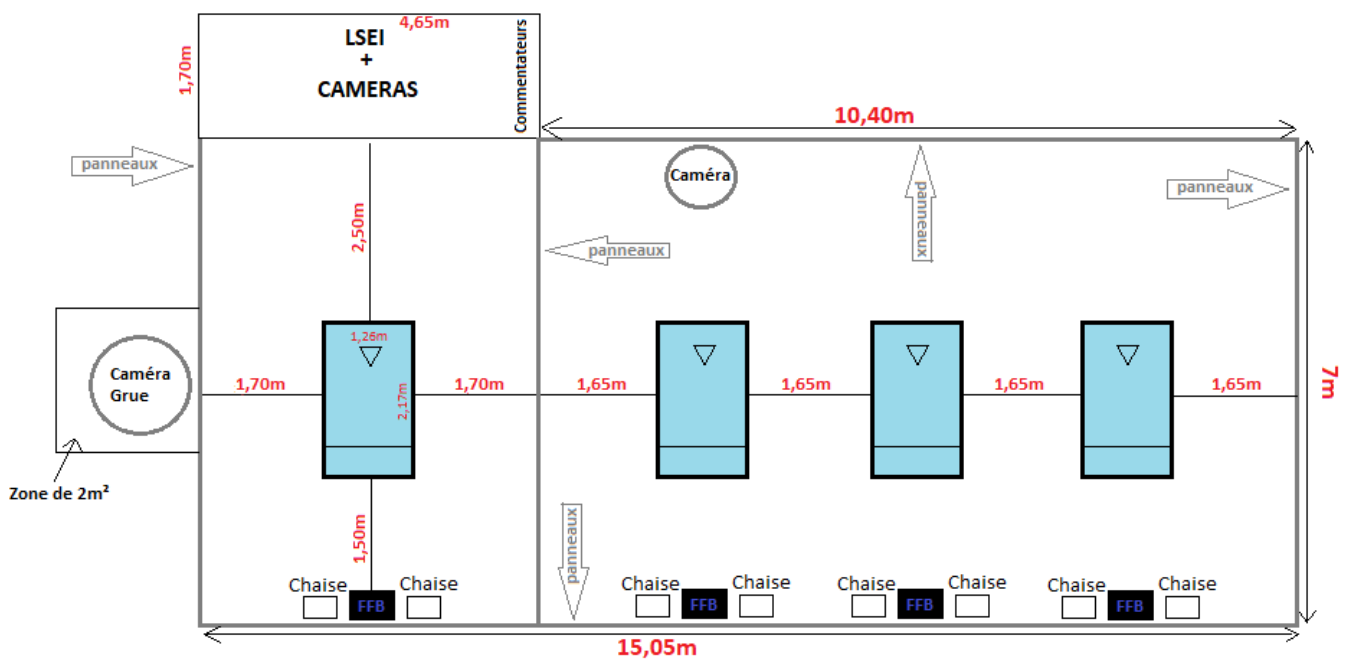 4,65m
LSEI
+
CAMERAS
1,70m
Commentateurs
10,40m
panneaux
Caméra
panneaux
panneaux
2,50m
panneaux
7m
1,26m
Caméra
Grue
1,70m
2,17m
1,70m
1,65m
1,65m
1,65m
1,65m
Zone de 2m²
1,50m
panneaux
Chaise
FFB
Chaise
Chaise
FFB
Chaise
Chaise
FFB
Chaise
Chaise
FFB
Chaise
15,05m